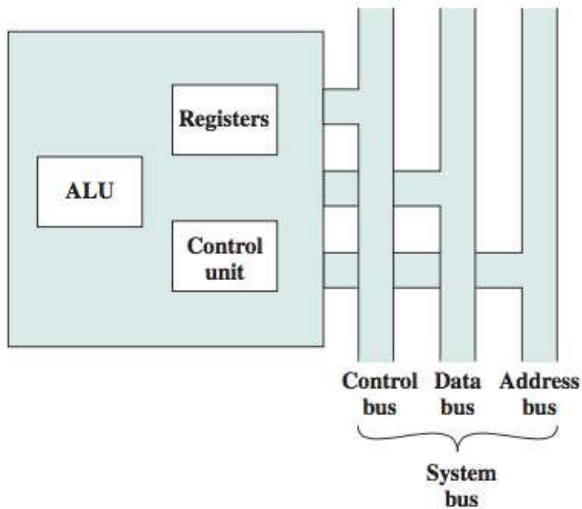 Registers
ALU
Control
unit
Control Data Address
bus bus bus
System
bus